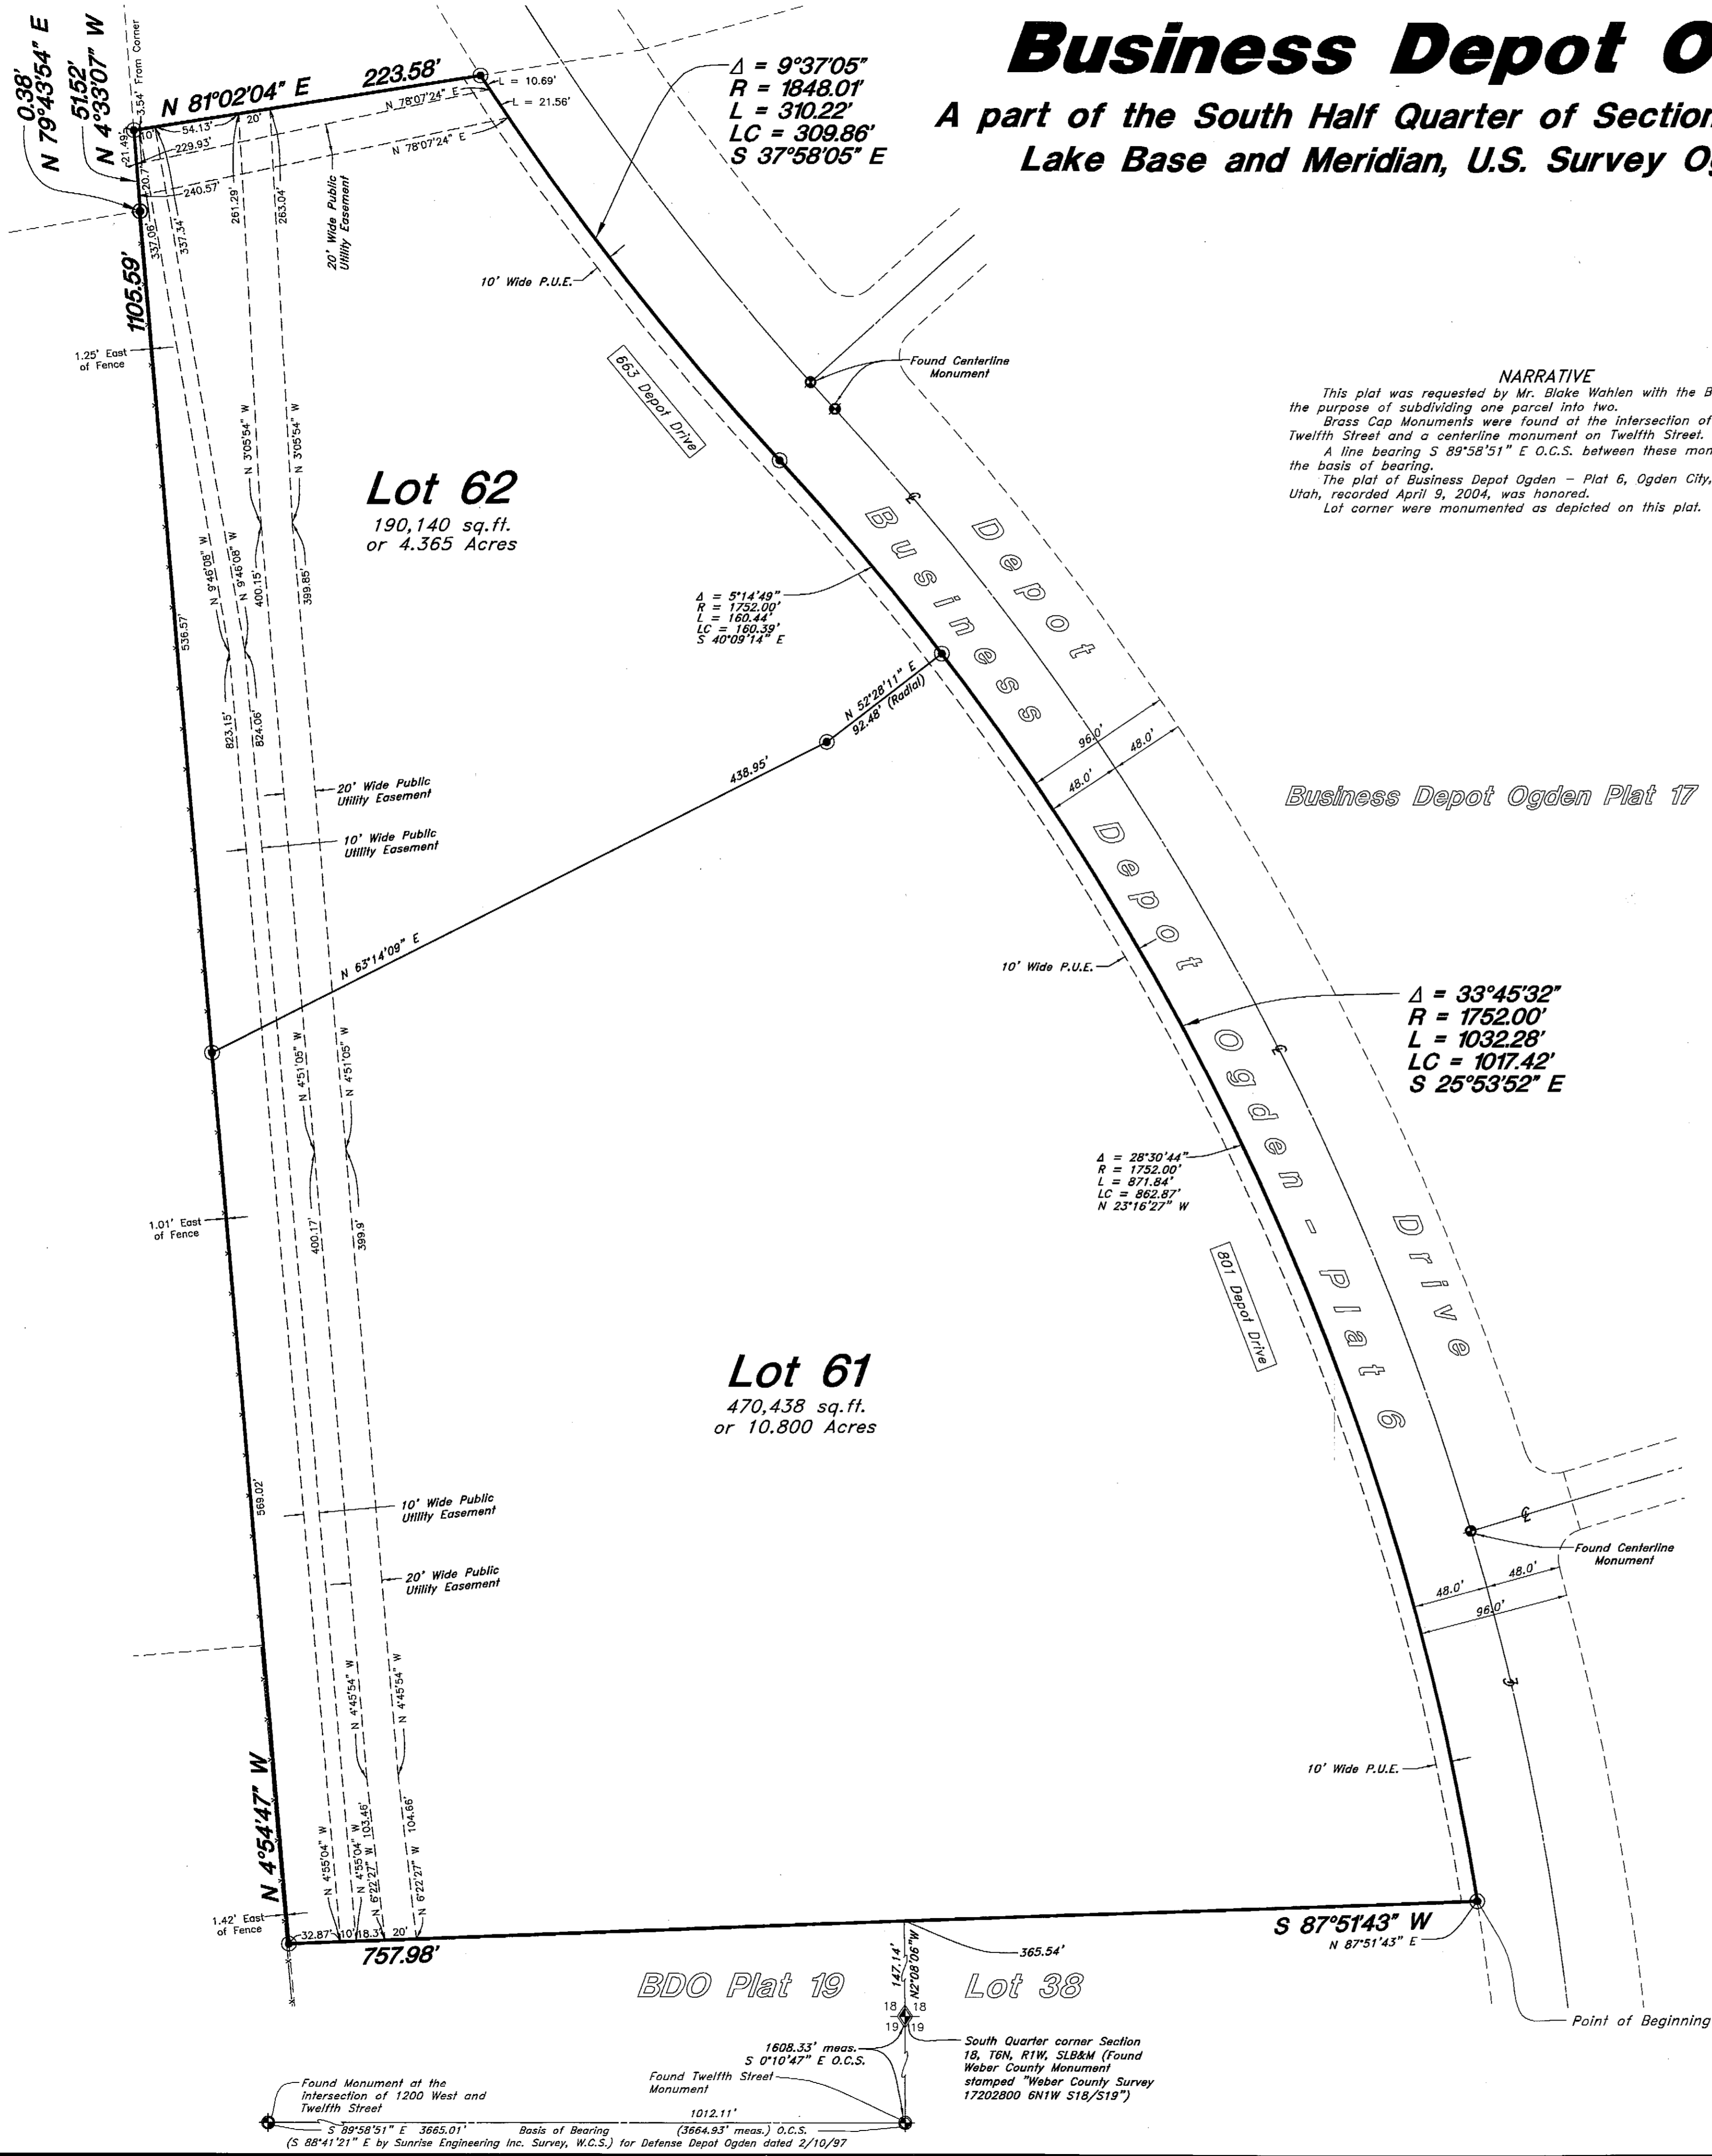 Business Depot O
A part of the South Half Quarter of Section
Lake Base and Meridian, U.S. Survey Og
0.38'
N 79°43'54" E
51.52'
N 4°33'07" W
3.54' From Corner
N 81°02'04" E 223.58'
L = 10.69'
L = 21.56'
N 78°07'24" E
N 78°07'24" E
21.49'
10'
54.13'
20'
229.93'
20.7'
240.57'
337.06'
337.34'
261.29'
263.04'
20' Wide Public
Utility Easement
Δ = 9°37'05"
R = 1848.01'
L = 310.22'
LC = 309.86'
S 37°58'05" E
10' Wide P.U.E.
1105.59'
1.25' East
of Fence
663 Depot Drive
Found Centerline
Monument
NARRATIVE
This plat was requested by Mr. Blake Wahlen with the B
the purpose of subdividing one parcel into two.
Brass Cap Monuments were found at the intersection of
Twelfth Street and a centerline monument on Twelfth Street.
A line bearing S 89°58'51" E O.C.S. between these mon
the basis of bearing.
The plat of Business Depot Ogden - Plat 6, Ogden City,
Utah, recorded April 9, 2004, was honored.
Lot corner were monumented as depicted on this plat.
Lot 62
190,140 sq.ft.
or 4.365 Acres
N 3°05'54" W
N 3°05'54" W
N 9°46'08" W
N 9°46'08" W
400.15'
399.85'
536.57'
823.15'
824.06'
Δ = 5°14'49"
R = 1752.00'
L = 160.44'
LC = 160.39'
S 40°09'14" E
N 52°28'11" E
92.48' (Radial)
438.95'
N 63°14'09" E
20' Wide Public
Utility Easement
10' Wide Public
Utility Easement
Depot Drive
Business Depot Ogden - Plat 6
96.0'
48.0'
48.0'
Business Depot Ogden Plat 17
10' Wide P.U.E.
Δ = 33°45'32"
R = 1752.00'
L = 1032.28'
LC = 1017.42'
S 25°53'52" E
N 4°51'05" W
N 4°51'05" W
400.17'
399.9'
1.01' East
of Fence
Δ = 28°30'44"
R = 1752.00'
L = 871.84'
LC = 862.87'
N 23°16'27" W
801 Depot Drive
Lot 61
470,438 sq.ft.
or 10.800 Acres
569.02'
10' Wide Public
Utility Easement
20' Wide Public
Utility Easement
Found Centerline
Monument
48.0'
48.0'
96.0'
N 4°45'54" W
N 4°45'54" W
10' Wide P.U.E.
N 4°54'47" W
N 4°55'04" W
N 4°55'04" W
N 6°22'27" W 103.46'
N 6°22'27" W 104.66'
1.42' East
of Fence
32.87' 10' 18.3' 20'
757.98'
S 87°51'43" W
N 87°51'43" E
365.54'
147.14'
N2°08'06"W
BDO Plat 19 Lot 38
Point of Beginning
18 18
19 19
1608.33' meas.
S 0°10'47" E O.C.S.
South Quarter corner Section
18, T6N, R1W, SLB&M (Found
Weber County Monument
stamped "Weber County Survey
17202800 6N1W S18/S19")
Found Monument at the
intersection of 1200 West and
Twelfth Street
Found Twelfth Street
Monument
1012.11'
S 89°58'51" E 3665.01' Basis of Bearing (3664.93' meas.) O.C.S.
(S 88°41'21" E by Sunrise Engineering Inc. Survey, W.C.S.) for Defense Depot Ogden dated 2/10/97